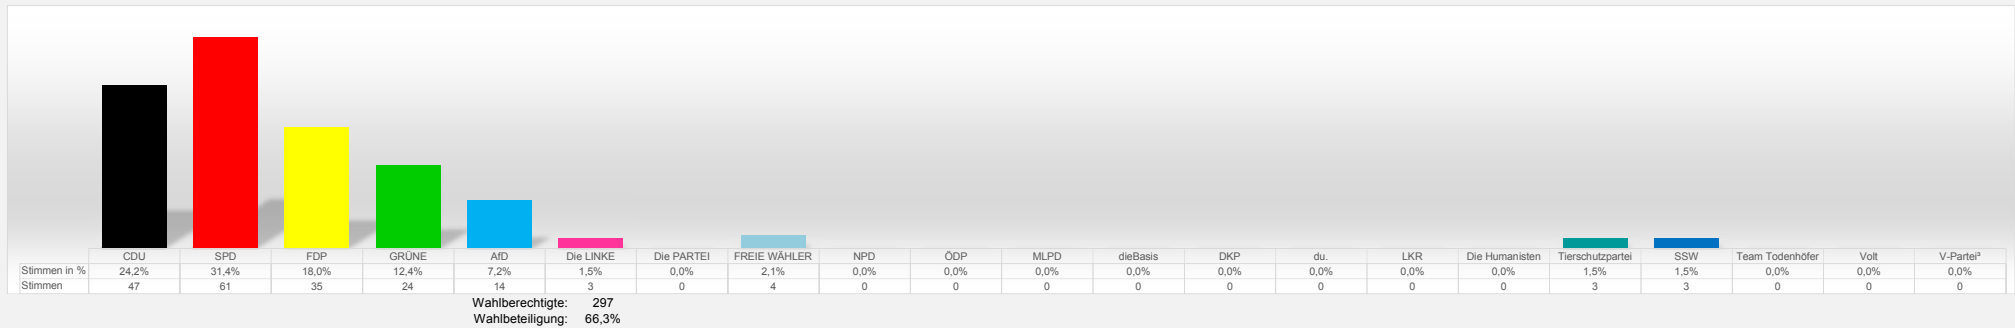 CDU SPD FDP GRÜNE AfD Die LINKE Die PARTEI FREIE WÄHLER NPD ÖDP MLPD dieBasis DKP du. LKR Die Humanisten Tierschutzpartei SSW Team Todenhöfer Volt V-Partei³
Stimmen in % 24,2% 31,4% 18,0% 12,4% 7,2% 1,5% 0,0% 2,1% 0,0% 0,0% 0,0% 0,0% 0,0% 0,0% 0,0% 0,0% 1,5% 1,5% 0,0% 0,0% 0,0%
Stimmen 47 61 35 24 14 3 0 4 0 0 0 0 0 0 0 0 3 3 0 0 0
Wahlberechtigte: 297
Wahlbeteiligung: 66,3%